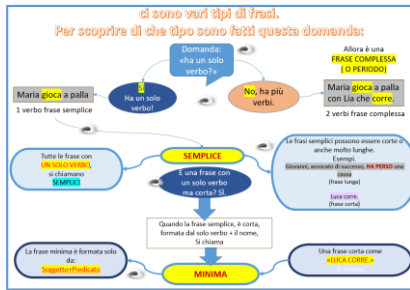 ci sono vari tipi di frasi.
Per scoprire di che tipo sono fatti questa domanda:
Domanda:
«ha un solo
verbo?»
Allora è una
FRASE COMPLESSA
( O PERIODO)
Maria gioca a palla
1 verbo frase semplice
Sì
Ha un solo
verbo!
No, ha più
verbi.
Maria gioca a palla
con Lia che corre.
2 verbi frase complessa
Tutte le frase con
UN SOLO VERBO,
si chiamano
SEMPLICI
SEMPLICE
È una frase con
un solo verbo
ma corta? SÌ.
Le frasi semplici possono essere corte o
anche molto lunghe.
Esempi.
Giovanni, avvocato di successo, HA PERSO una
causa
(frase lunga)
Luca corre.
(frase corta)
Quando la frase semplice, è corta,
formata dal solo verbo + il nome,
Si chiama
La frase minima è formata solo
da:
Soggetto+Predicato
MINIMA
Una frase corta come
«LUCA CORRE.»